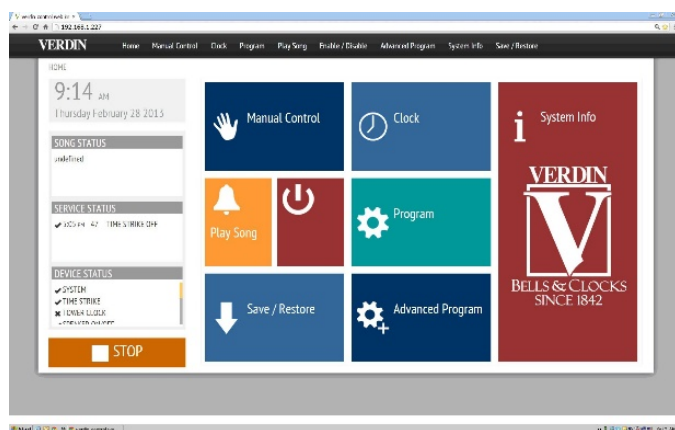 192.168.1.227
VERDIN Home Manual Control Clock Program Play Song Enable / Disable Advanced Program System Info Save / Restore
HOME
9:14 AM
Thursday February 28 2013
SONG STATUS
undefined
SERVICE STATUS
TIME STRIKE OFF
DEVICE STATUS
SYSTEM
TIME STRIKE
TOWER CLOCK
STOP
Manual Control
Clock
System Info
Play Song
Program
Save / Restore
Advanced Program
VERDIN
V
BELLS & CLOCKS
SINCE 1842